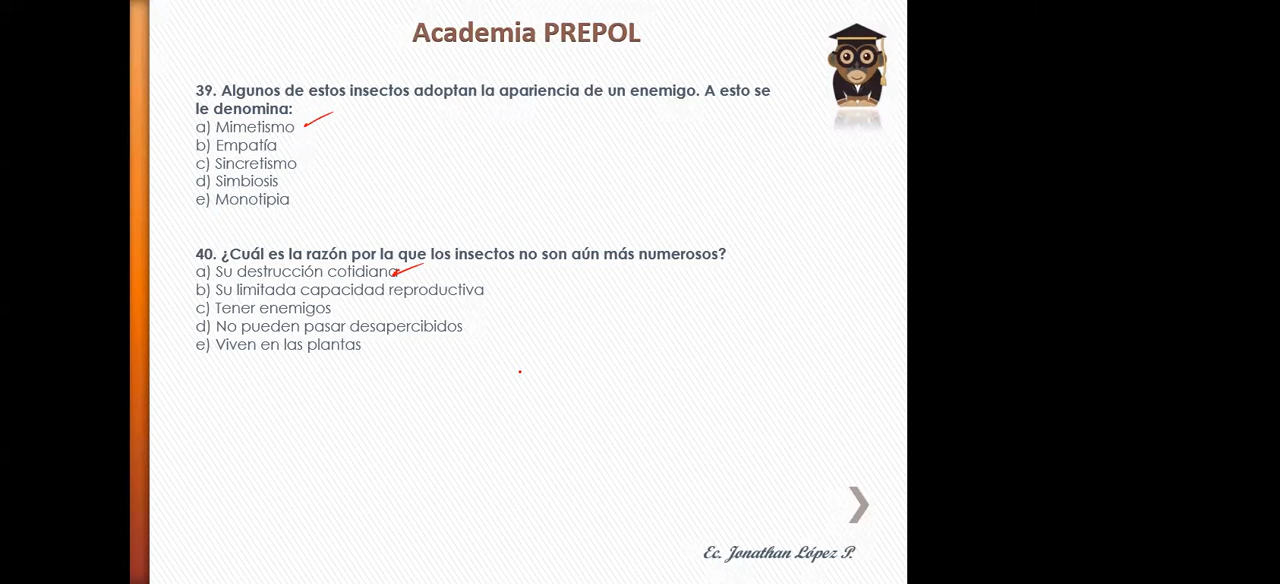 Academia PREPOL
39. Algunos de estos insectos adoptan la apariencia de un enemigo. A esto se
le denomina:
a) Mimetismo
b) Empatía
c) Sincretismo
d) Simbiosis
e) Monotipia
40. ¿Cuál es la razón por la que los insectos no son aún más numerosos?
a) Su destrucción cotidiana
b) Su limitada capacidad reproductiva
c) Tener enemigos
d) No pueden pasar desapercibidos
e) Viven en las plantas
Ec. Jonathan López P.